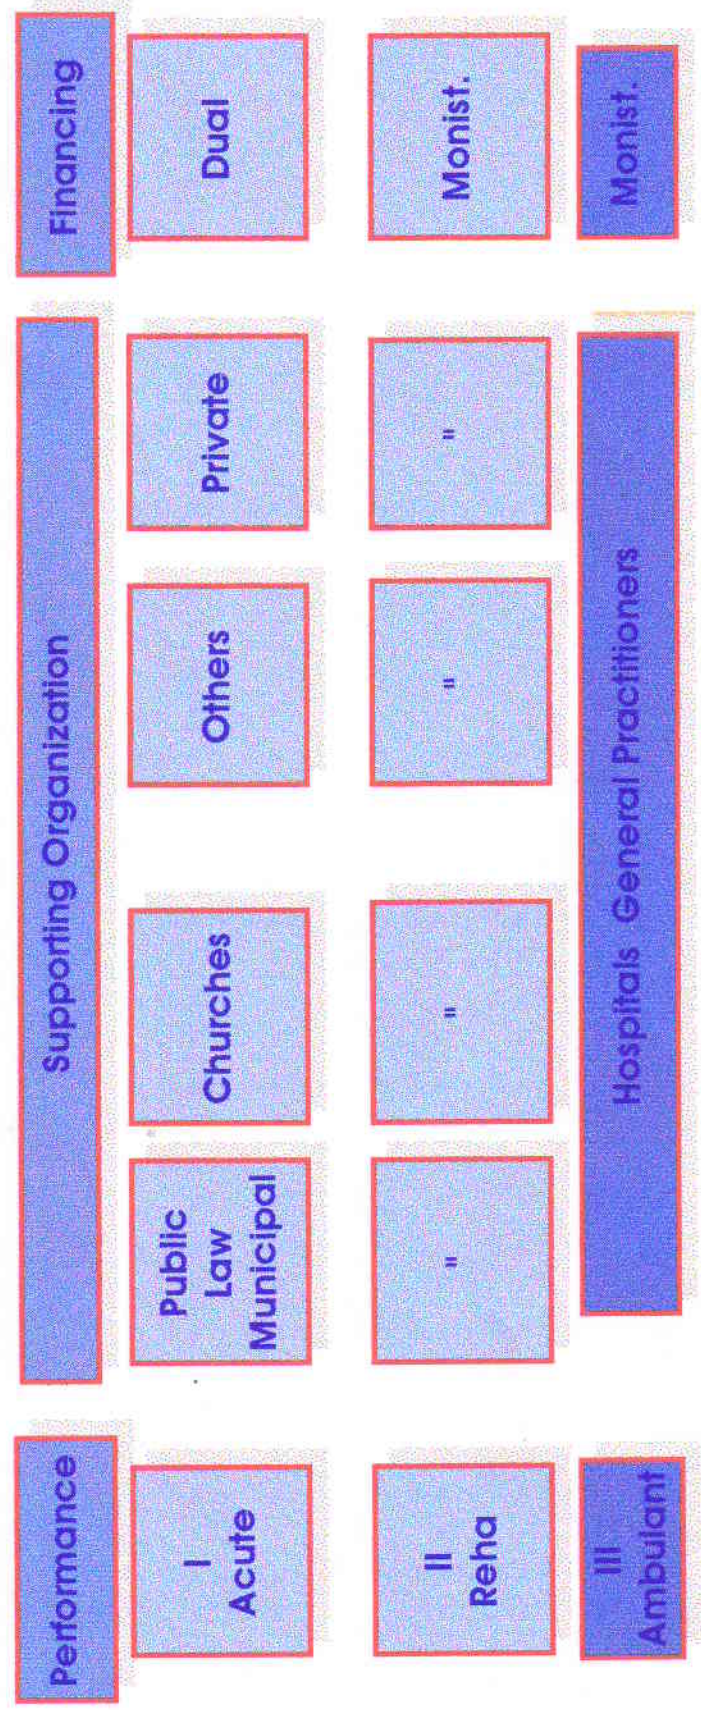 Performance
Supporting Organization
Financing
I
Acute
Public
Law
Municipal
Churches
Others
Private
Dual
II
Reha
"
"
"
"
Monist.
III
Ambulant
Hospitals General Practitioners
Monist.